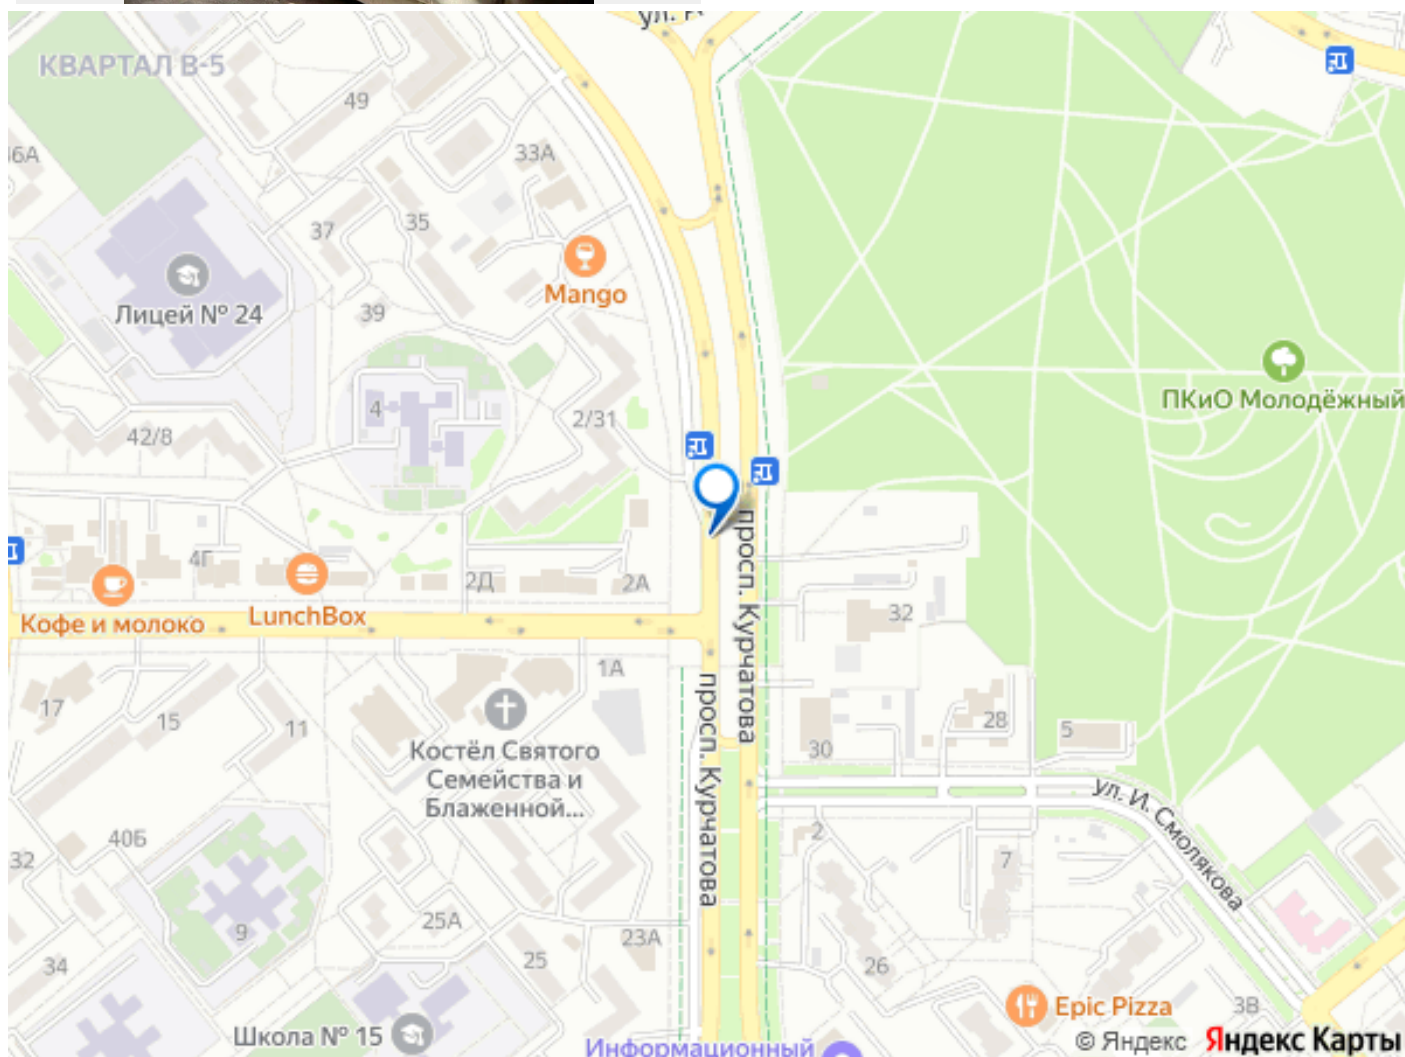 ул.
КВАРТАЛ В-5
49
36А
33А
37
35
Mango
Лицей № 24
39
ПКиО Молодёжный
4
2/31
42/8
4Г
2Д
2А
32
Кофе и молоко
LunchBox
просп. Курчатова
1А
17
15
11
28
5
30
Костёл Святого
Семейства и
Блаженной...
просп. Курчатова
ул. И. Смолякова
40Б
2
7
32
9
25А
23А
34
25
26
Epic Pizza
3В
Школа № 15
Информационный
© Яндекс Яндекс Карты